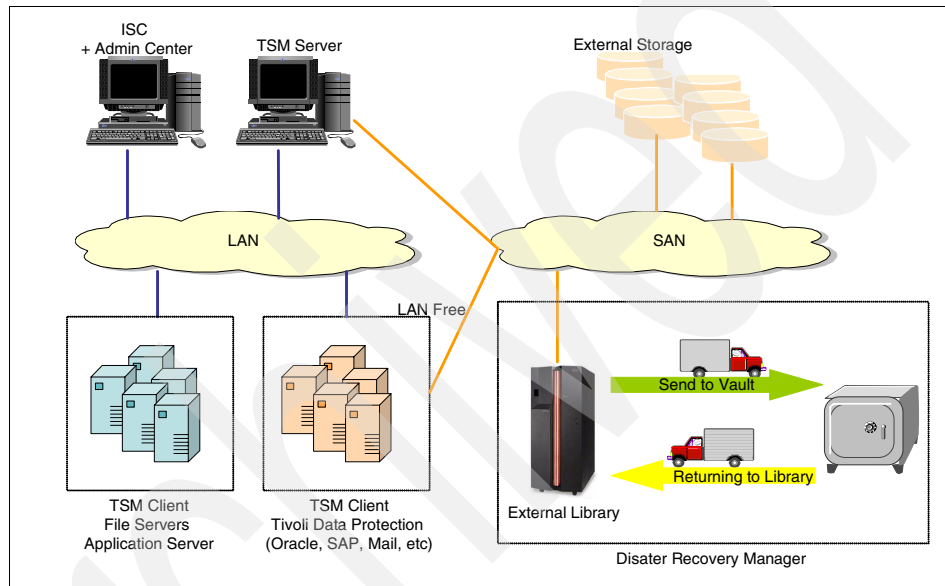 ISC
+ Admin Center
TSM Server
External Storage
LAN
SAN
LAN Free
Send to Vault
Returning to Library
External Library
TSM Client
File Servers
Application Server
TSM Client
Tivoli Data Protection
(Oracle, SAP, Mail, etc)
Disater Recovery Manager